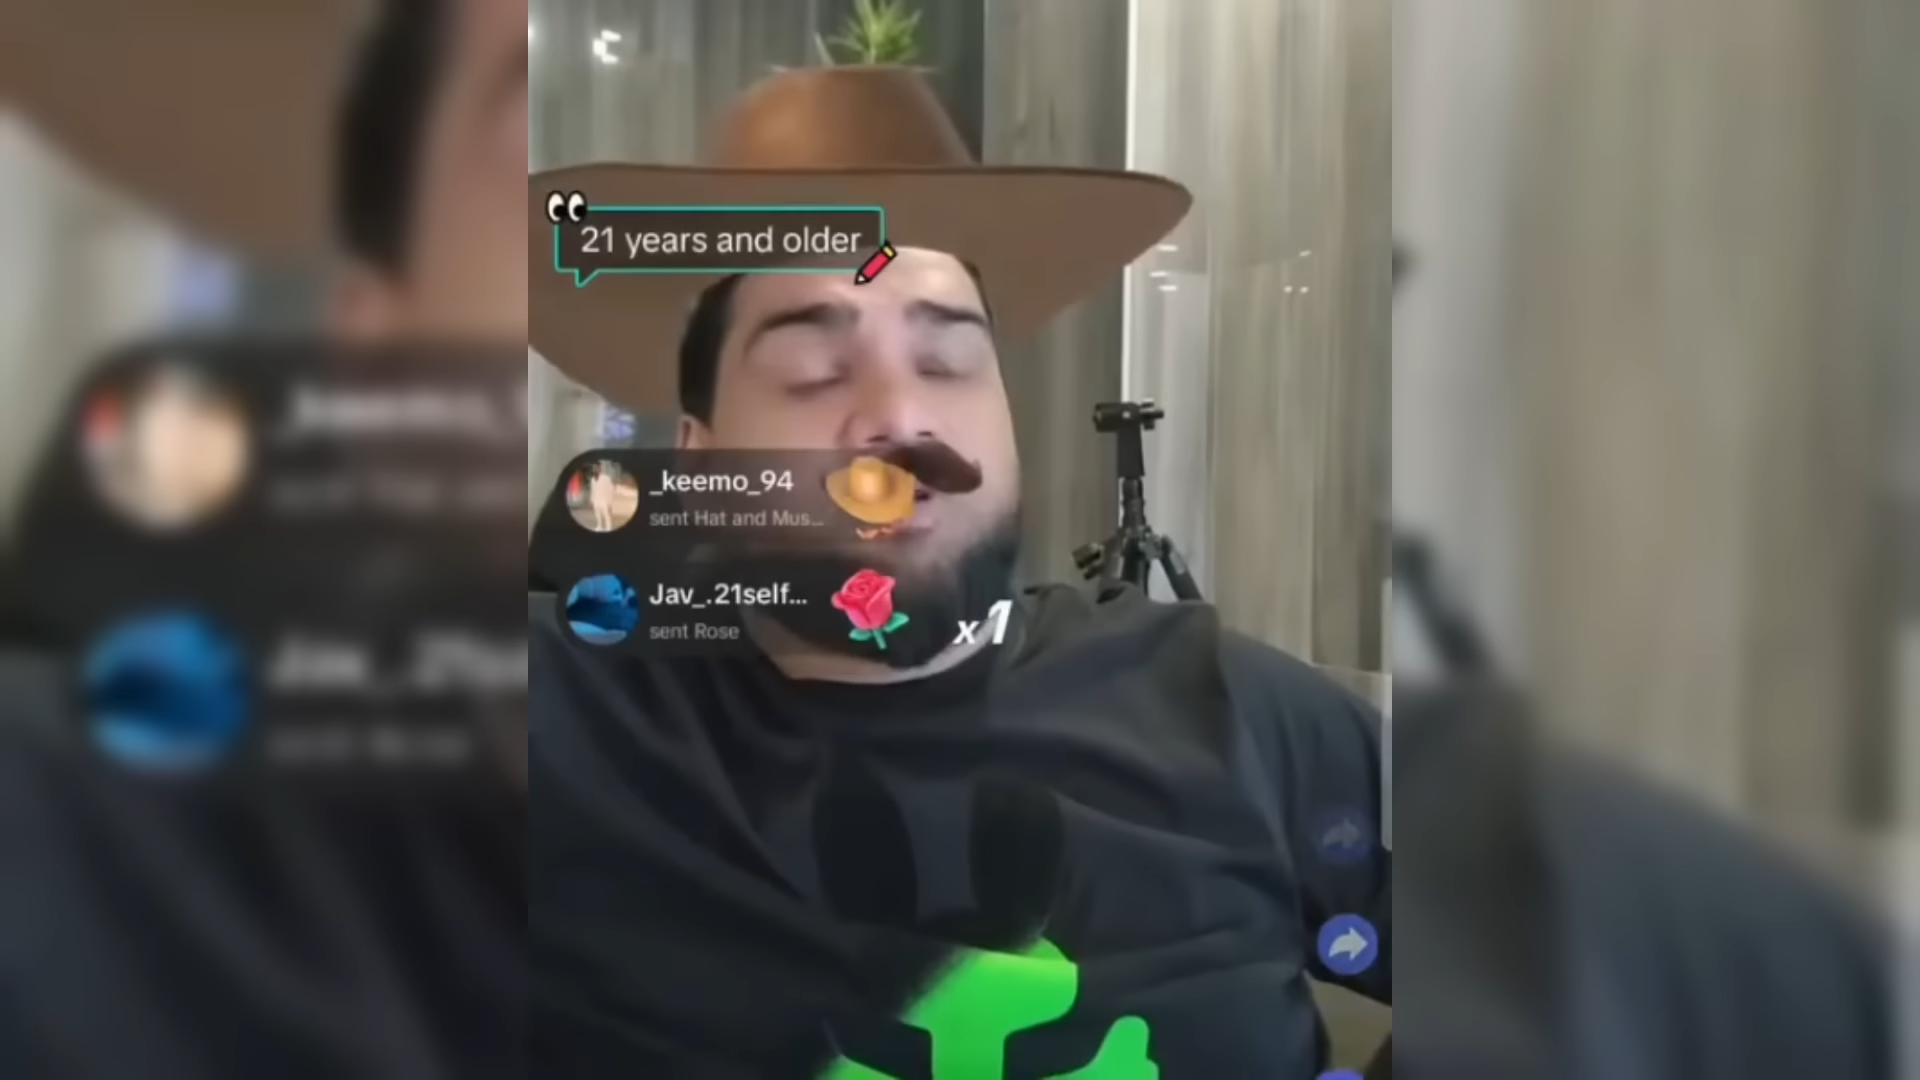 21 years and older
_keemo_94
sent Hat and Mus...
Jav_.21self...
sent Rose
x1